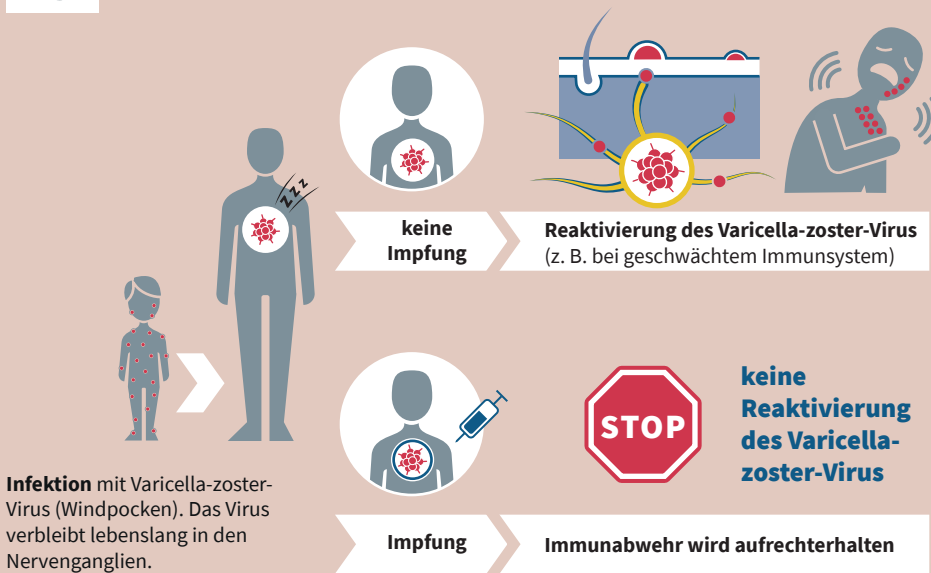 zzz
keine
Impfung
Reaktivierung des Varicella-zoster-Virus
(z. B. bei geschwächtem Immunsystem)
Infektion mit Varicella-zoster-
Virus (Windpocken). Das Virus
verbleibt lebenslang in den
Nervenganglien.
STOP
keine
Reaktivierung
des Varicella-
zoster-Virus
Impfung
Immunabwehr wird aufrechterhalten